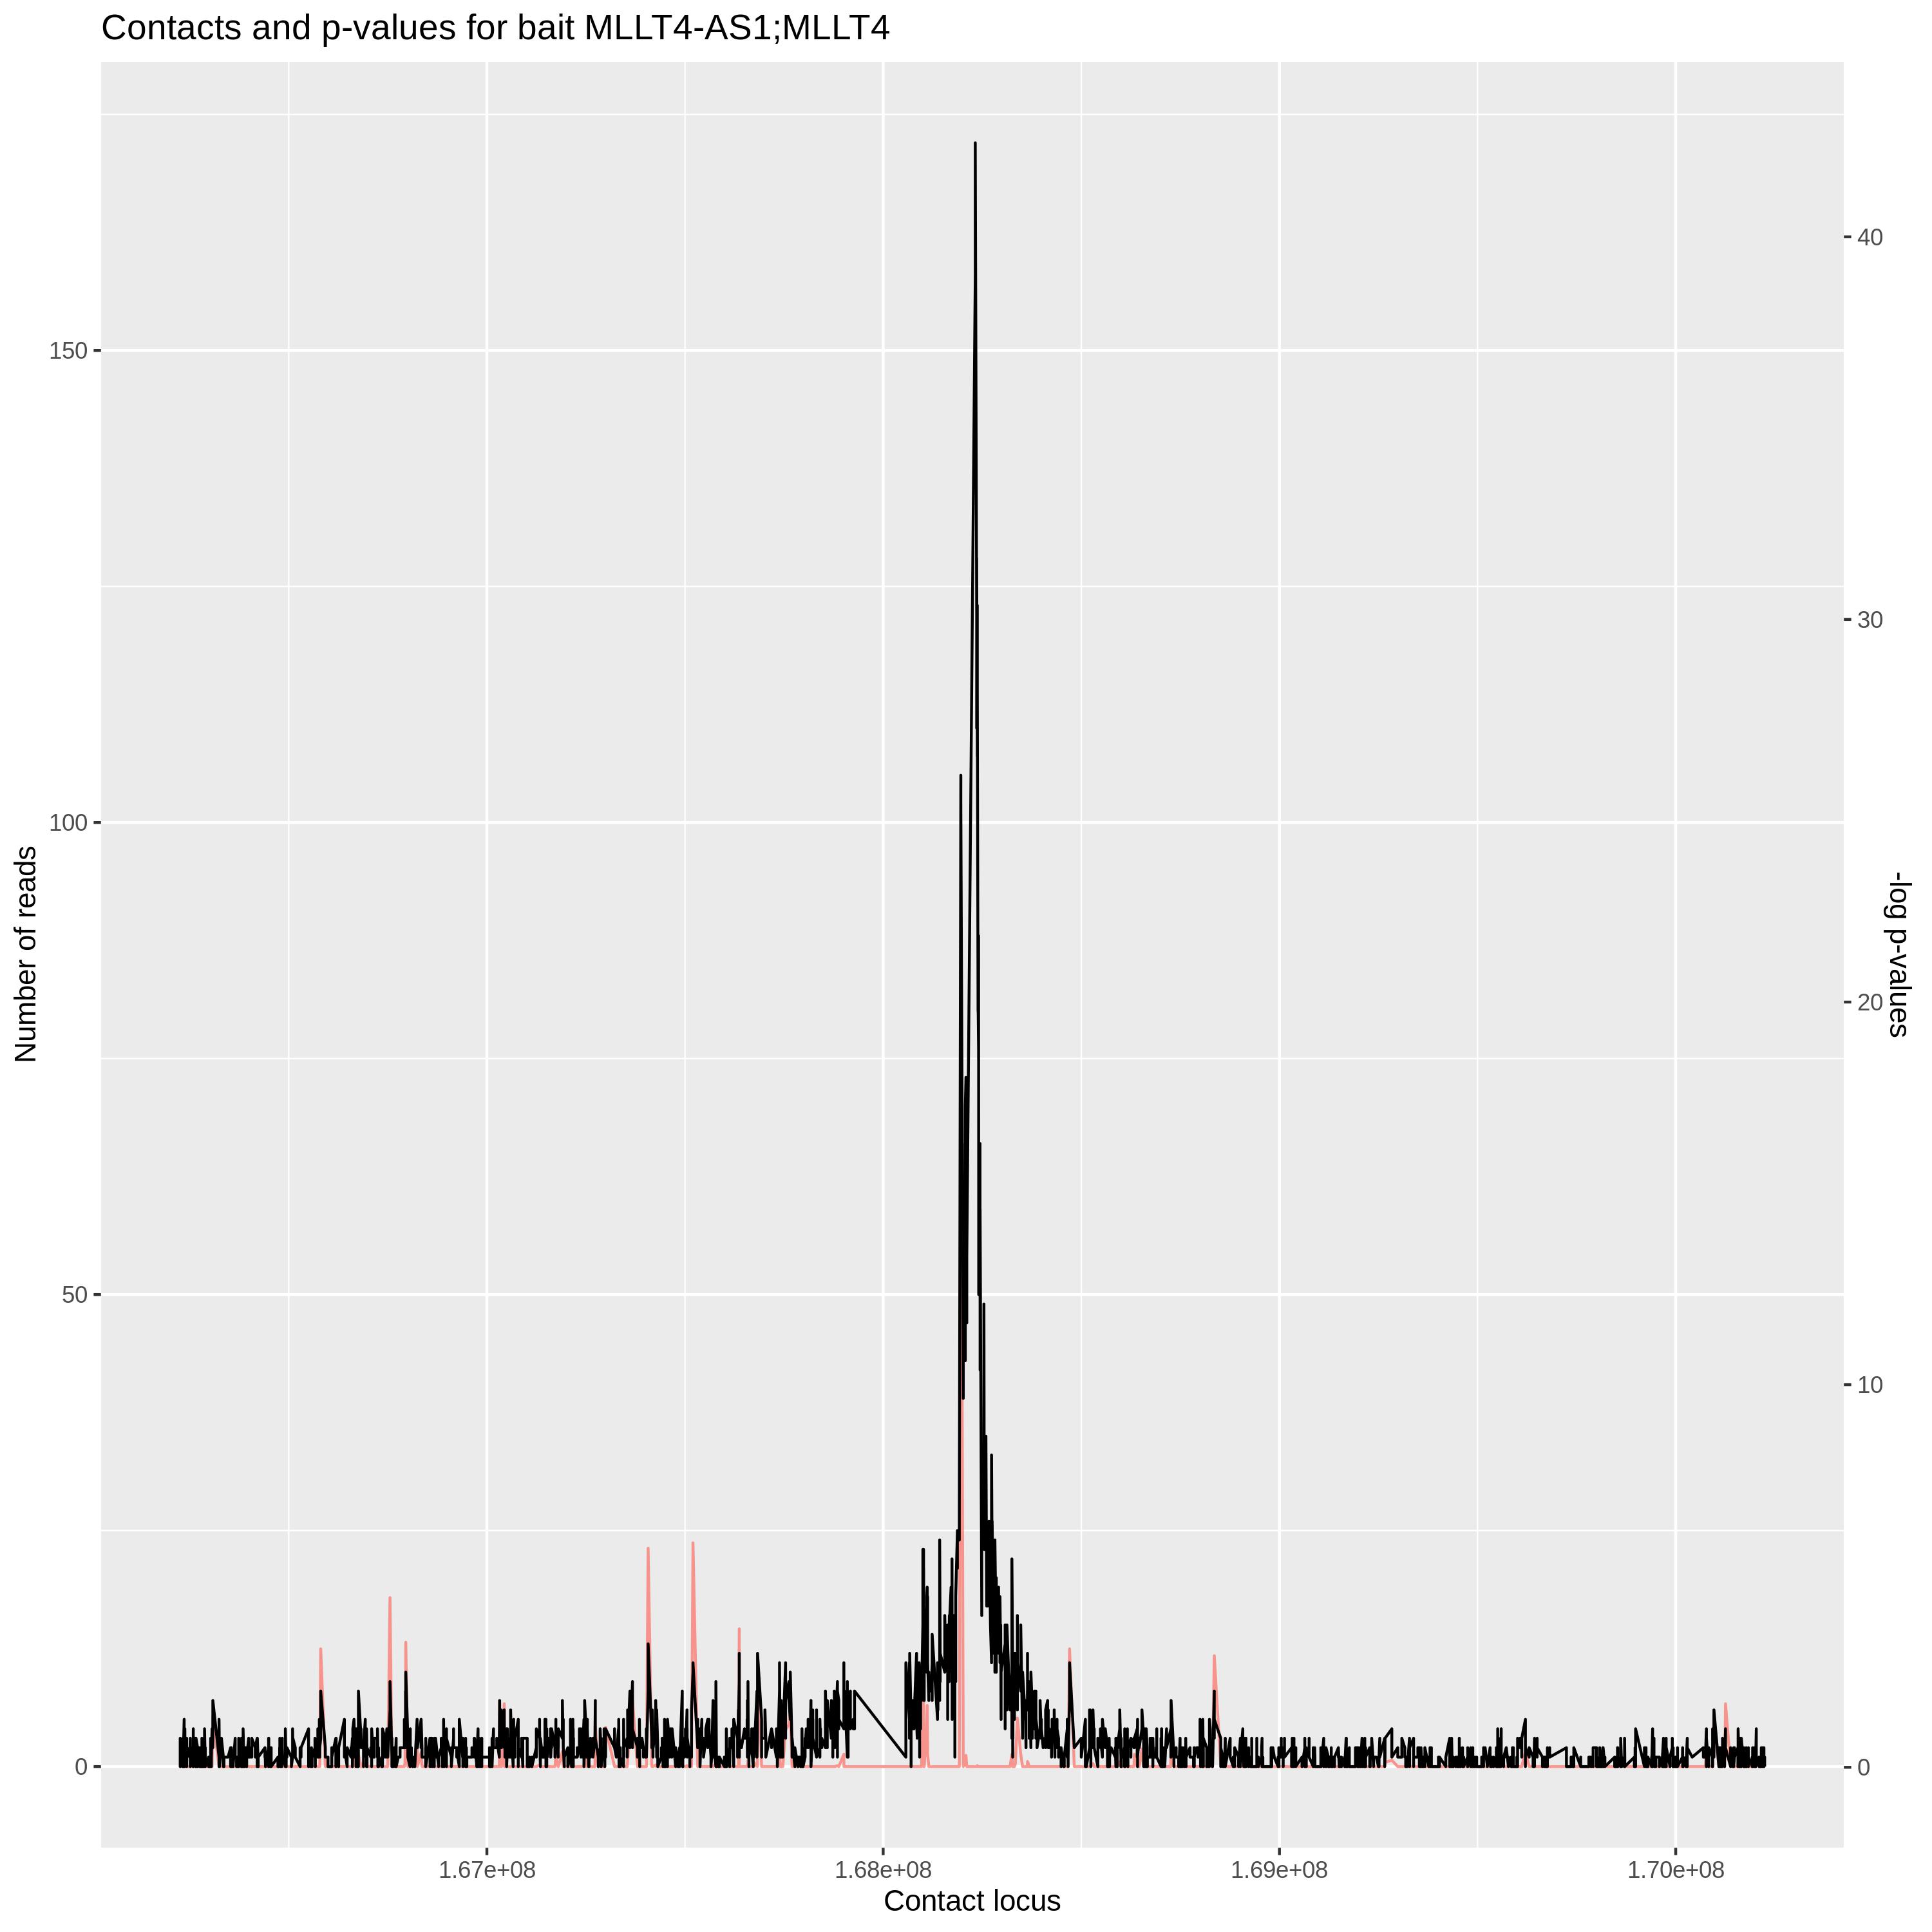 Contacts and p-values for bait MLLT4-AS1;MLLT4
Number of reads
150
100
50
0
40
30
20
10
0
-log p-values
1.67e+08
1.68e+08
1.69e+08
1.70e+08
Contact locus